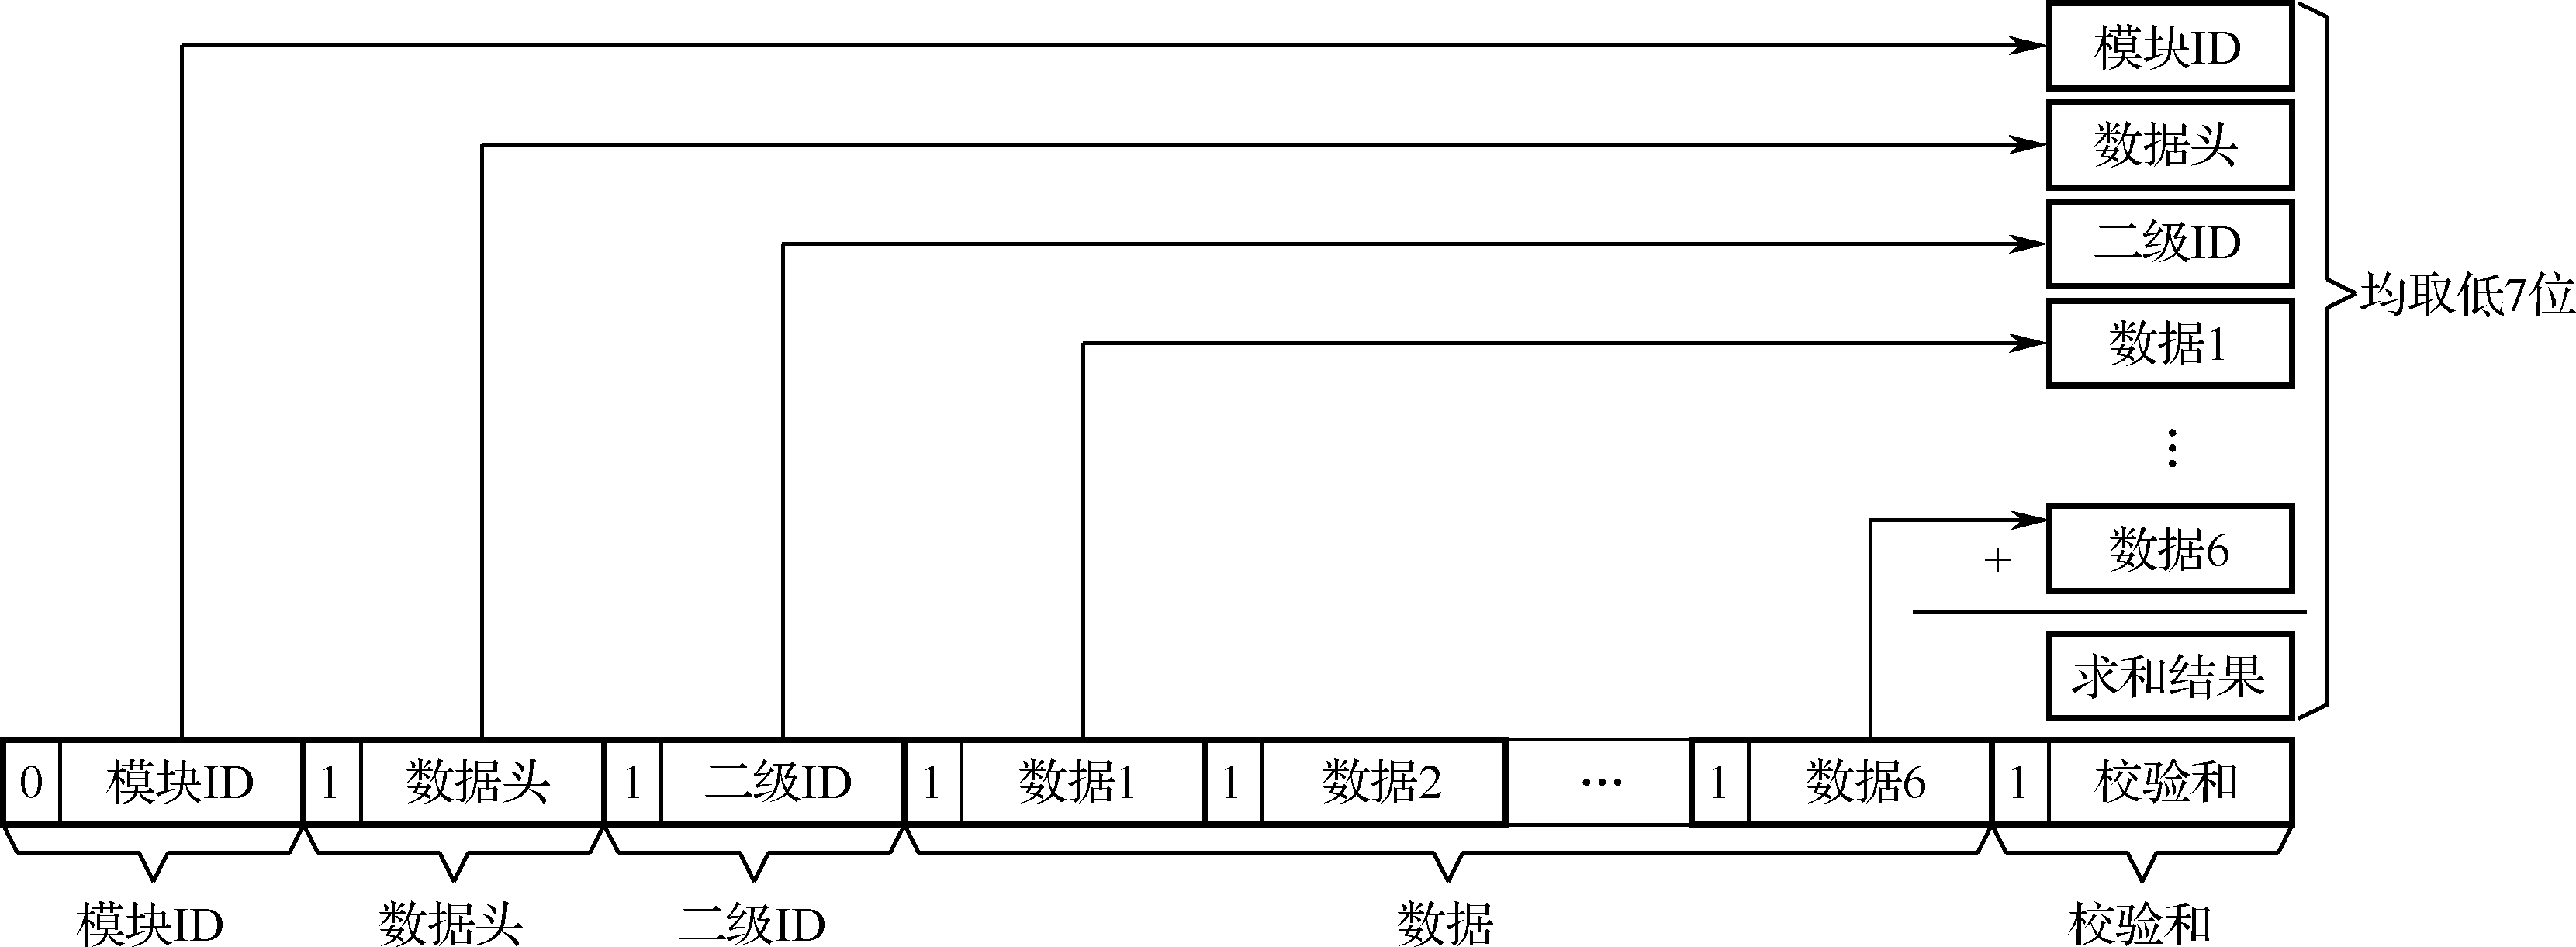 模块ID
数据头
二级ID
均取低7位
数据1
⋮
数据6
+
求和结果
0 模块ID 1 数据头 1 二级ID 1 数据1 1 数据2 … 1 数据6 1 校验和
模块ID 数据头 二级ID 数据 校验和